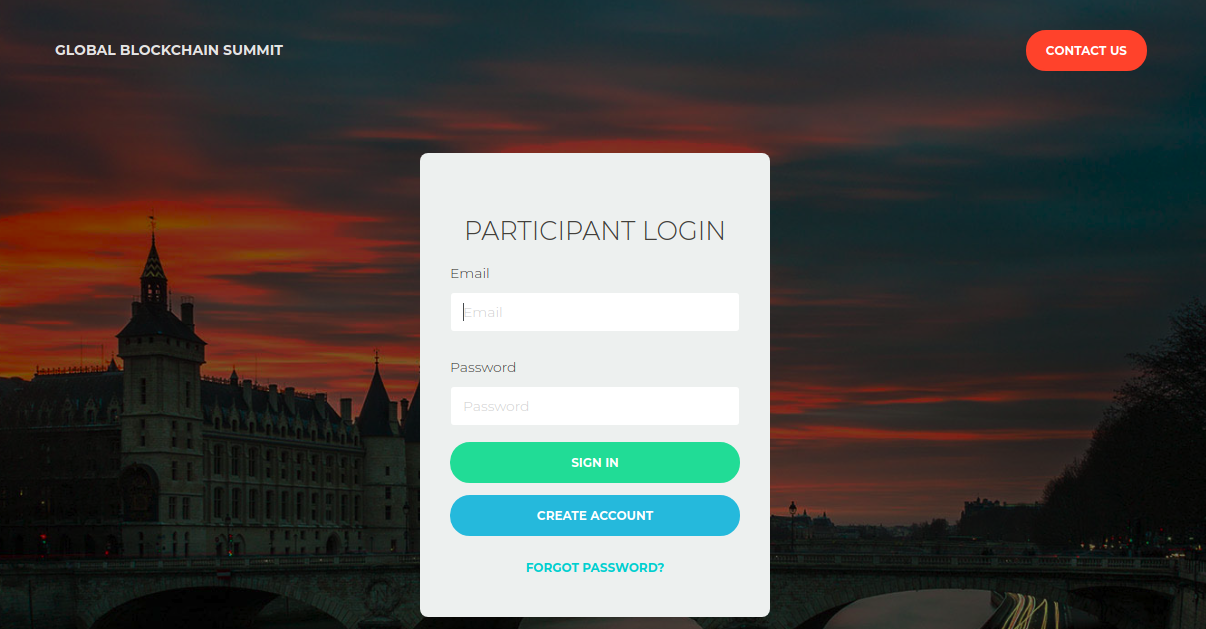 GLOBAL BLOCKCHAIN SUMMIT
CONTACT US
PARTICIPANT LOGIN
Email
Email
Password
Password
SIGN IN
CREATE ACCOUNT
FORGOT PASSWORD?